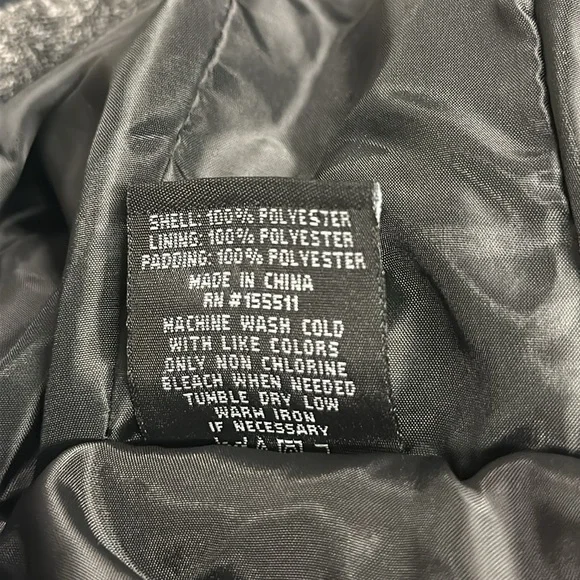 SHELL: 100% POLYESTER
LINING: 100% POLYESTER
PADDING: 100% POLYESTER
MADE IN CHINA
RN #155511
MACHINE WASH COLD
WITH LIKE COLORS
ONLY NON CHLORINE
BLEACH WHEN NEEDED
TUMBLE DRY LOW
WARM IRON
IF NECESSARY